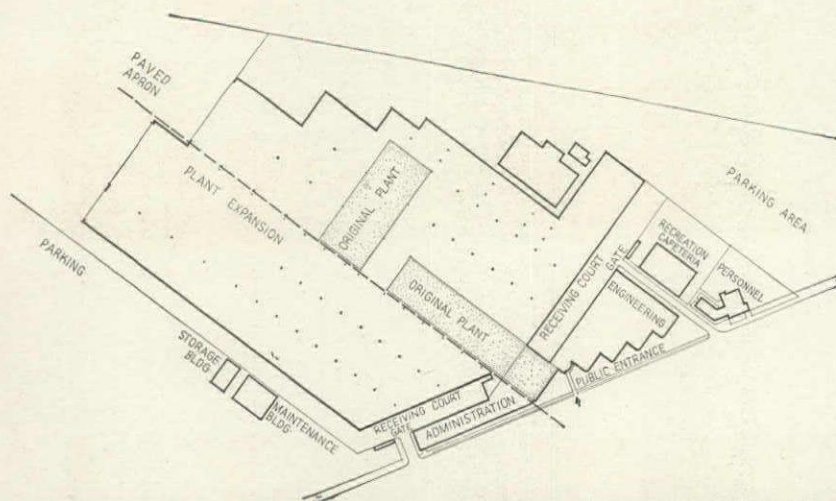 PAVED
APRON
PLANT EXPANSION
ORIGINAL PLANT
ORIGINAL PLANT
PARKING
PARKING AREA
RECREATION
CAPETERIA
PERSONNEL
GATE
RECEIVING COURT
ENGINEERING
PUBLIC ENTRANCE
STORAGE
BLDG.
MAINTENANCE
BLDG.
RECEIVING COURT
GATE
ADMINISTRATION